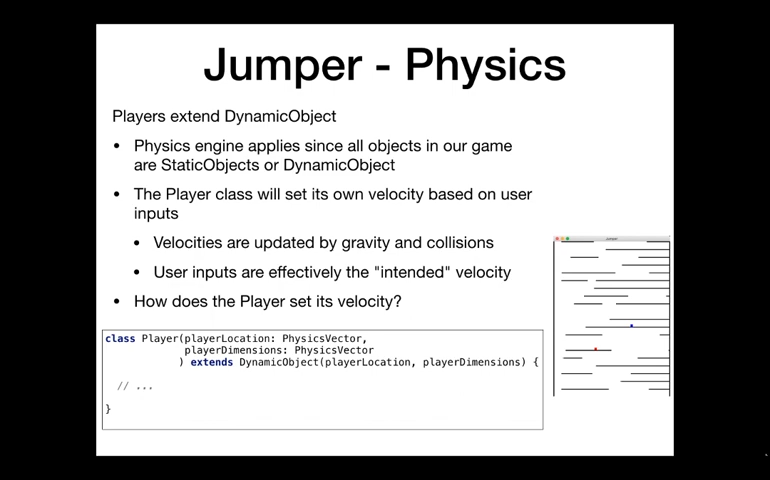 Jumper - Physics
Players extend DynamicObject
• Physics engine applies since all objects in our game
are StaticObjects or DynamicObject
• The Player class will set its own velocity based on user
inputs
• Velocities are updated by gravity and collisions
• User inputs are effectively the "intended" velocity
• How does the Player set its velocity?
class Player(playerLocation: PhysicsVector,
playerDimensions: PhysicsVector
) extends DynamicObject(playerLocation, playerDimensions) {
// ...
}
Jumper